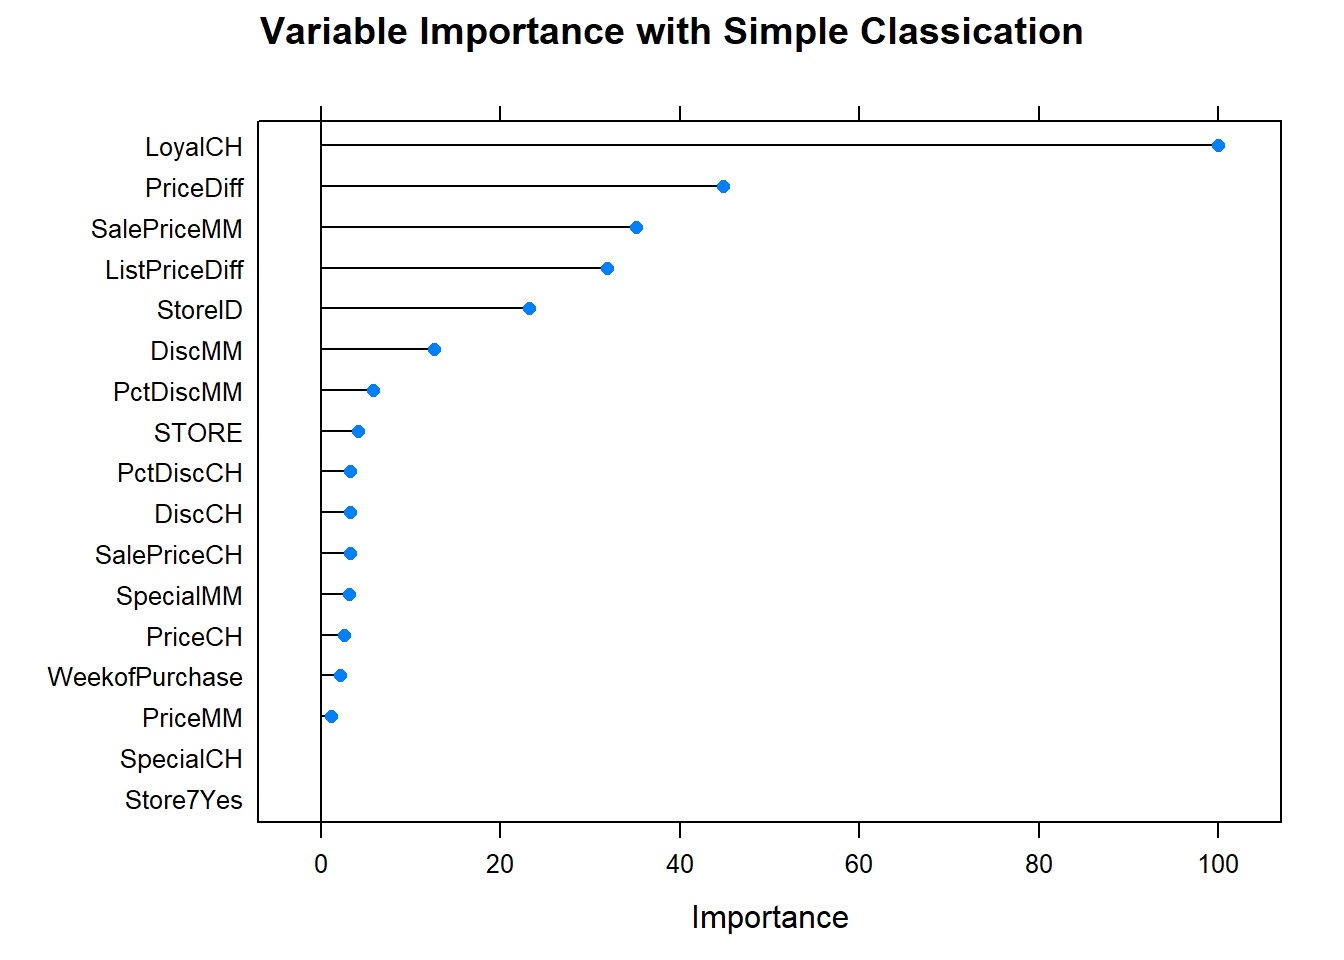 Variable Importance with Simple Classication
LoyalCH
PriceDiff
SalePriceMM
ListPriceDiff
StoreID
DiscMM
PctDiscMM
STORE
PctDiscCH
DiscCH
SalePriceCH
SpecialMM
PriceCH
WeekofPurchase
PriceMM
SpecialCH
Store7Yes
0 20 40 60 80 100
Importance